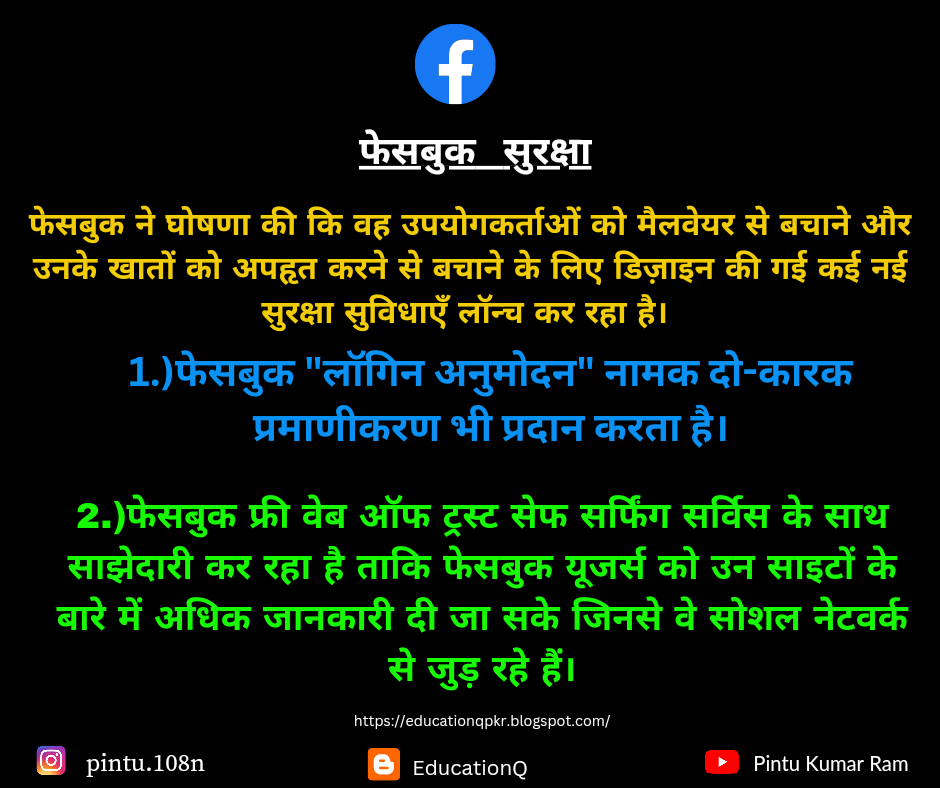 फेसबुक सुरक्षा
फेसबुक ने घोषणा की कि वह उपयोगकर्ताओं को मैलवेयर से बचाने और
उनके खातों को अपहृत करने से बचाने के लिए डिज़ाइन की गई कई नई
सुरक्षा सुविधाएँ लॉन्च कर रहा है।
1.)फेसबुक "लॉगिन अनुमोदन" नामक दो-कारक
प्रमाणीकरण भी प्रदान करता है।
2.)फेसबुक फ्री वेब ऑफ ट्रस्ट सेफ सर्फिंग सर्विस के साथ
साझेदारी कर रहा है ताकि फेसबुक यूजर्स को उन साइटों के
बारे में अधिक जानकारी दी जा सके जिनसे वे सोशल नेटवर्क
से जुड़ रहे हैं।
https://educationqpkr.blogspot.com/
pintu.108n
EducationQ
Pintu Kumar Ram